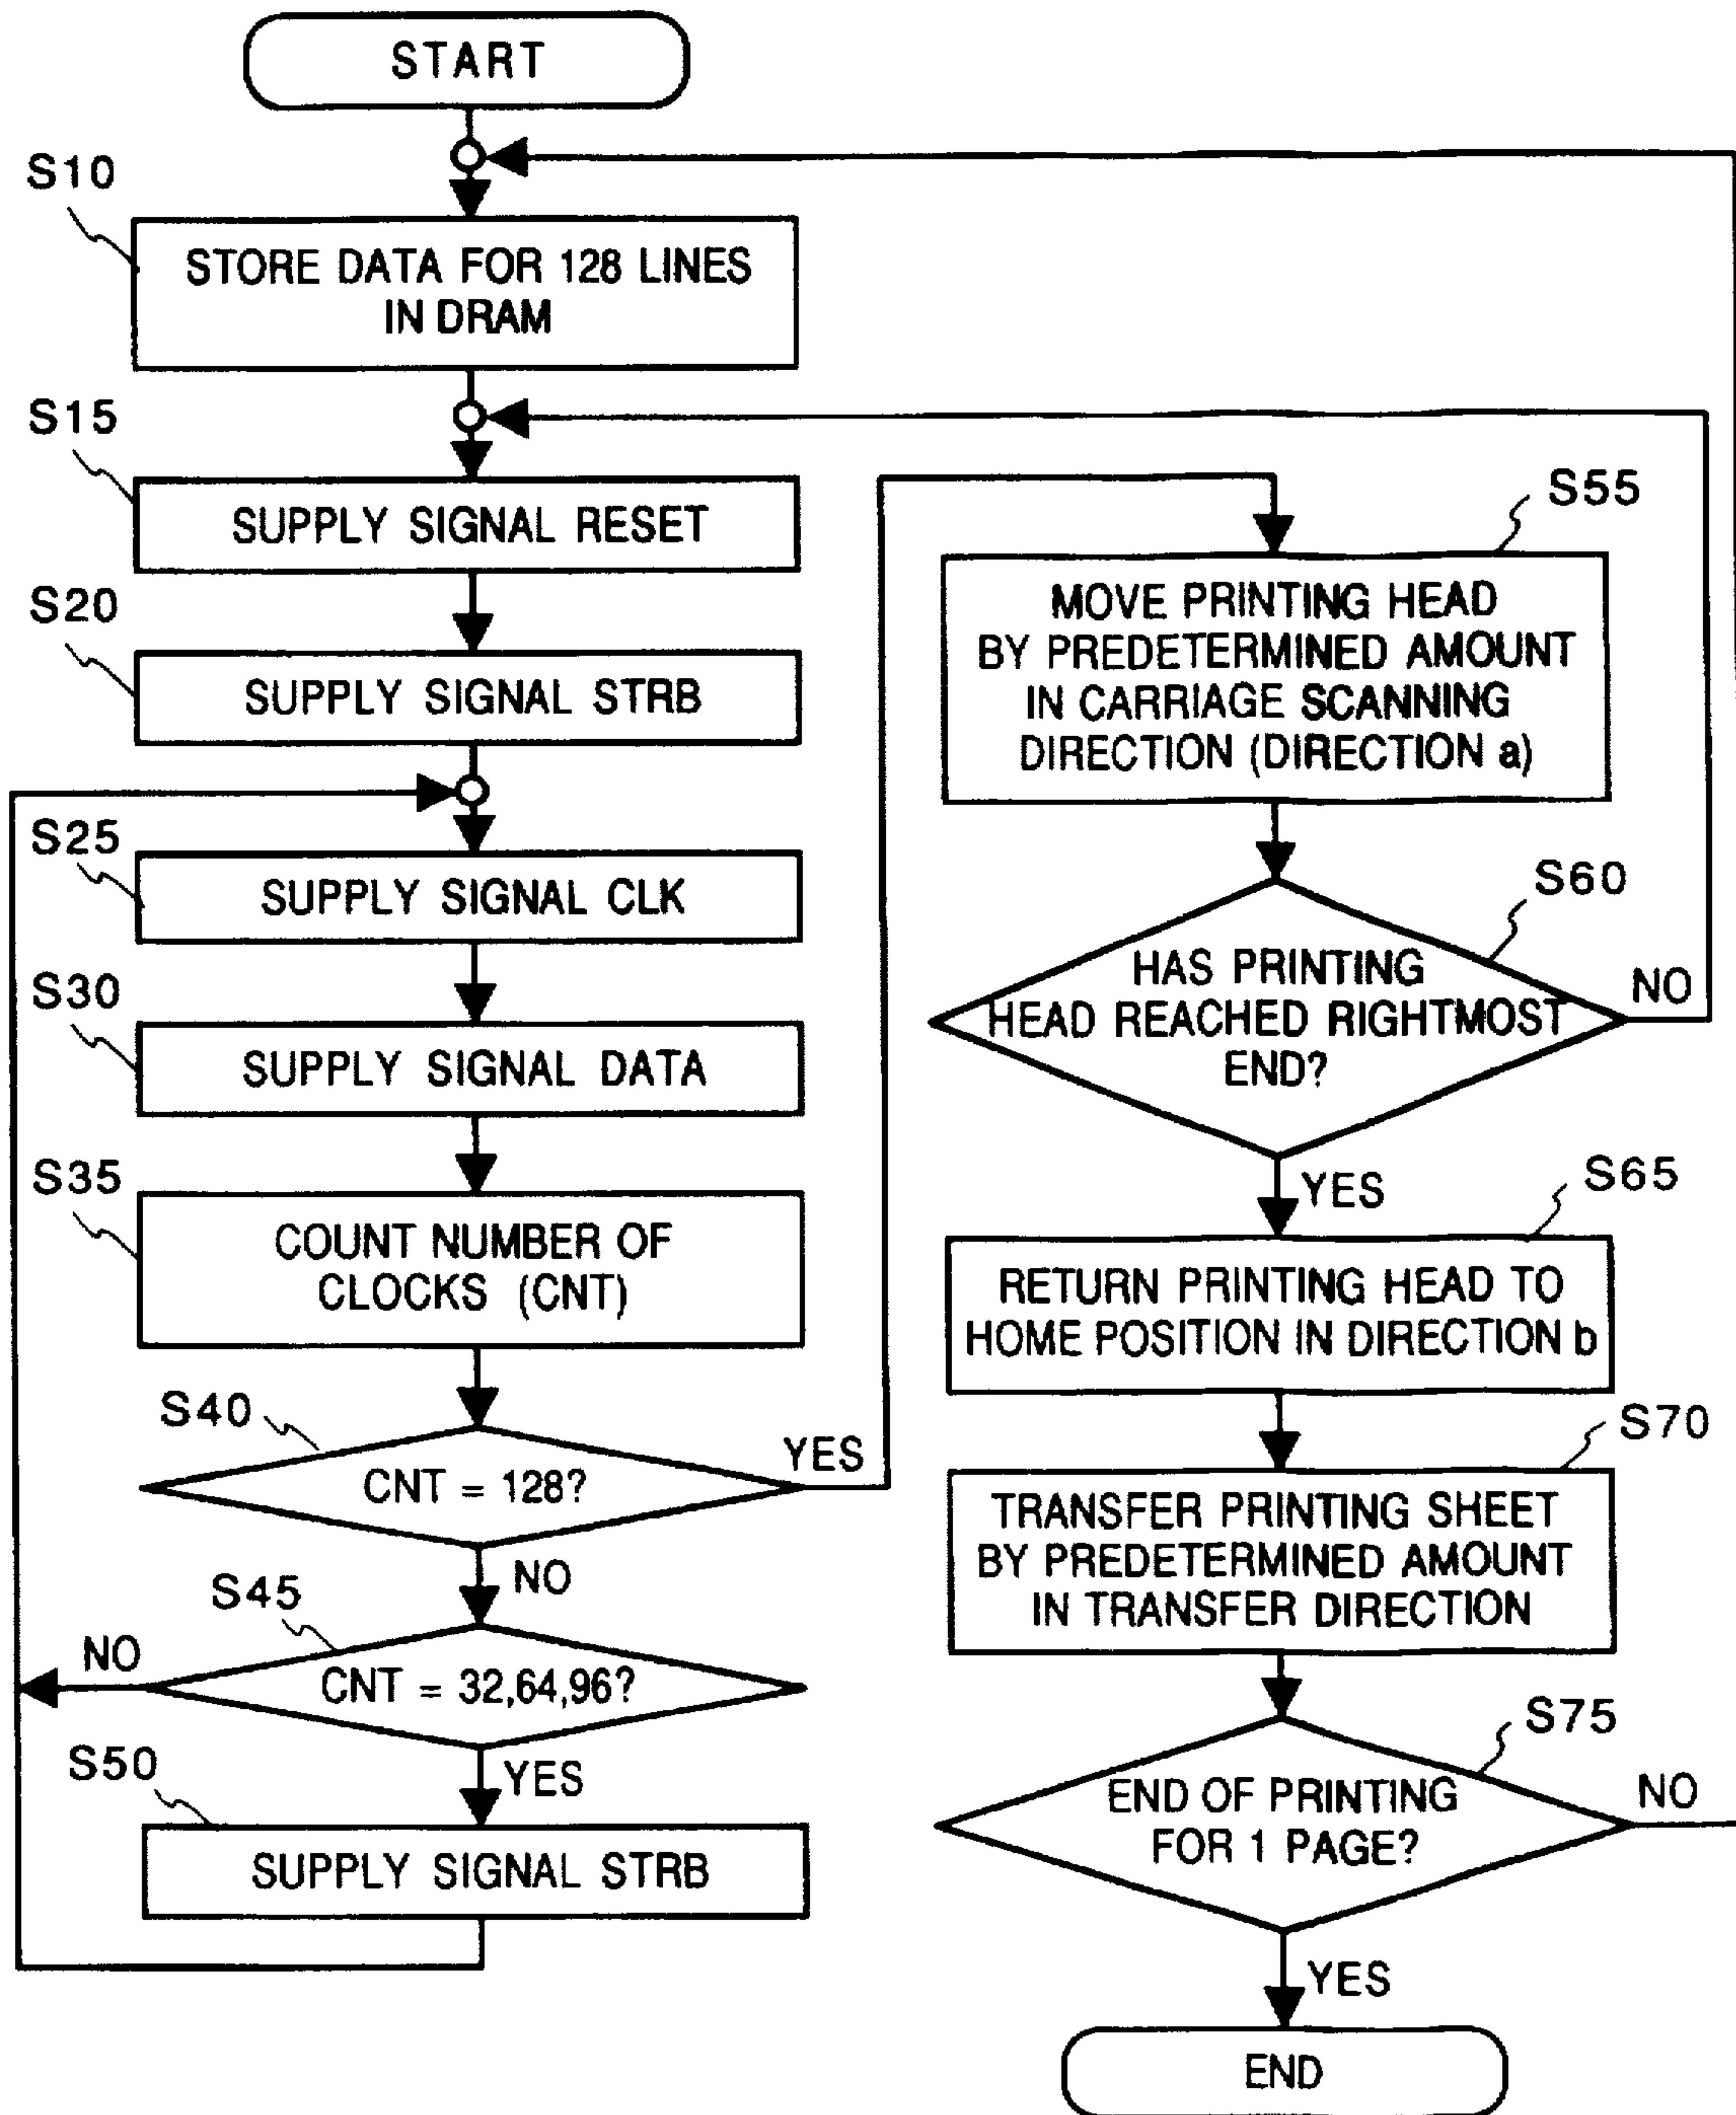 START
S10
STORE DATA FOR 128 LINES
IN DRAM
S15
SUPPLY SIGNAL RESET
S20
SUPPLY SIGNAL STRB
S25
SUPPLY SIGNAL CLK
S30
SUPPLY SIGNAL DATA
S35
COUNT NUMBER OF
CLOCKS (CNT)
S40
CNT = 128?
YES
NO
S45
CNT = 32,64,96?
NO
YES
S50
SUPPLY SIGNAL STRB
S55
MOVE PRINTING HEAD
BY PREDETERMINED AMOUNT
IN CARRIAGE SCANNING
DIRECTION (DIRECTION a)
S60
HAS PRINTING
HEAD REACHED RIGHTMOST
END?
NO
YES
S65
RETURN PRINTING HEAD TO
HOME POSITION IN DIRECTION b
S70
TRANSFER PRINTING SHEET
BY PREDETERMINED AMOUNT
IN TRANSFER DIRECTION
S75
END OF PRINTING
FOR 1 PAGE?
NO
YES
END